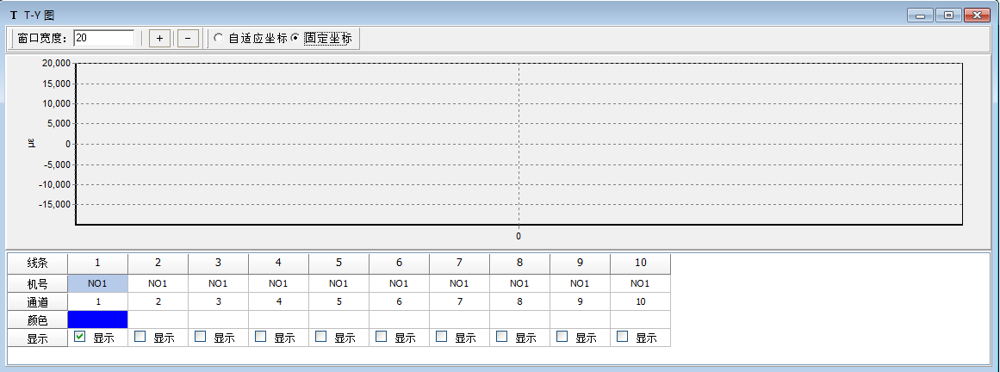 T T-Y 图
窗口宽度: 20 + - 自适应坐标 固定坐标
20,000
15,000
10,000
5,000
0
-5,000
-10,000
-15,000
με
0
线条 1 2 3 4 5 6 7 8 9 10
机号 NO1 NO1 NO1 NO1 NO1 NO1 NO1 NO1 NO1 NO1
通道 1 2 3 4 5 6 7 8 9 10
颜色
显示 显示 显示 显示 显示 显示 显示 显示 显示 显示 显示